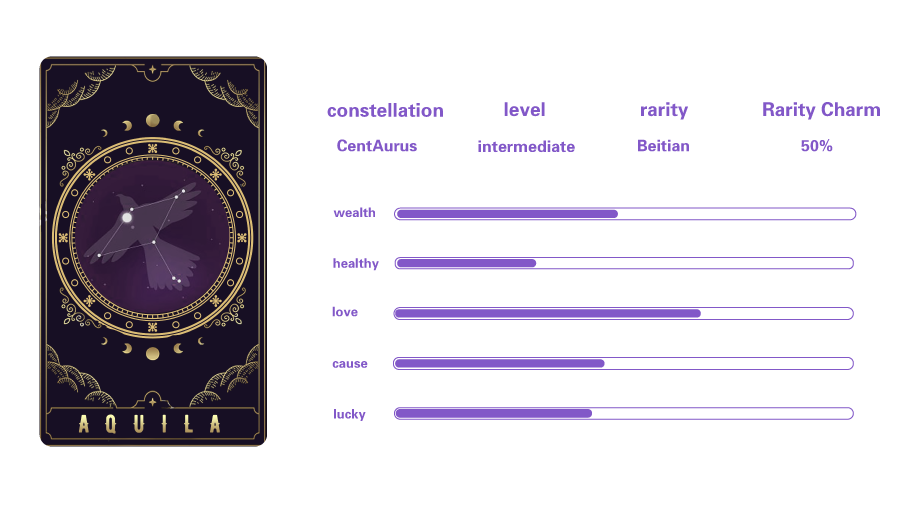 constellation level rarity Rarity Charm
CentAurus intermediate Beitian 50%
wealth
healthy
love
cause
lucky
AQUILA